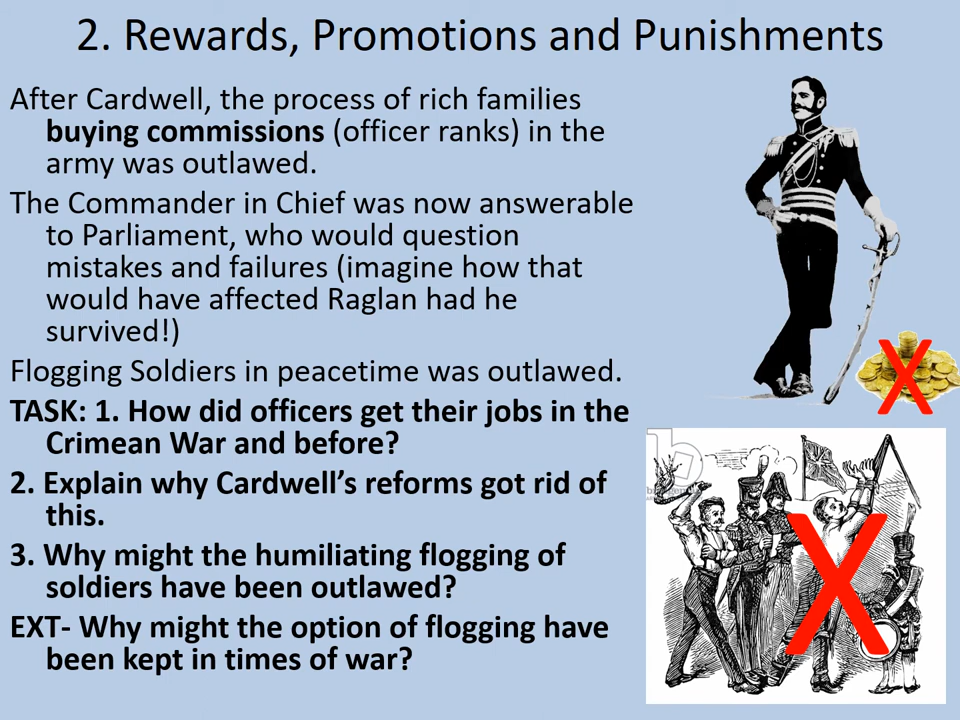 2. Rewards, Promotions and Punishments
After Cardwell, the process of rich families
buying commissions (officer ranks) in the
army was outlawed.
The Commander in Chief was now answerable
to Parliament, who would question
mistakes and failures (imagine how that
would have affected Raglan had he
survived!)
Flogging Soldiers in peacetime was outlawed.
TASK: 1. How did officers get their jobs in the
Crimean War and before?
2. Explain why Cardwell’s reforms got rid of
this.
3. Why might the humiliating flogging of
soldiers have been outlawed?
EXT- Why might the option of flogging have
been kept in times of war?
X
X